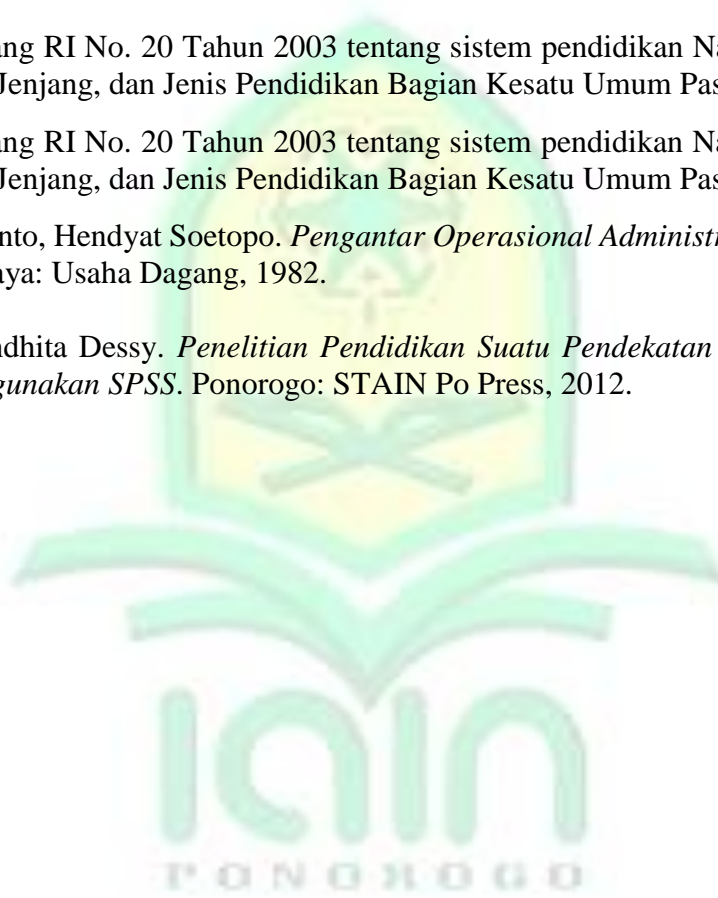 ang RI No. 20 Tahun 2003 tentang sistem pendidikan Na
Jenjang, dan Jenis Pendidikan Bagian Kesatu Umum Pas
ang RI No. 20 Tahun 2003 tentang sistem pendidikan Na
Jenjang, dan Jenis Pendidikan Bagian Kesatu Umum Pas
nto, Hendyat Soetopo. Pengantar Operasional Administr
aya: Usaha Dagang, 1982.
ndhita Dessy. Penelitian Pendidikan Suatu Pendekatan
gunakan SPSS. Ponorogo: STAIN Po Press, 2012.
iain
PONOROGO